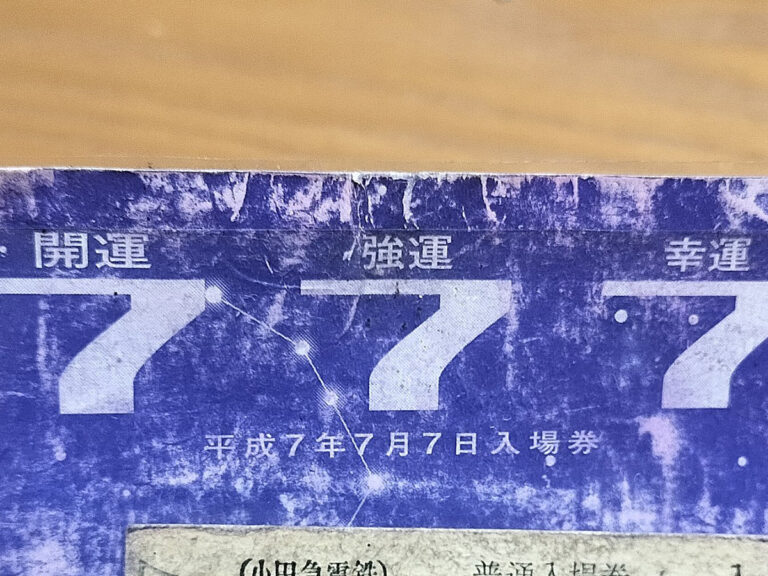 開運 強運 幸運
7 7 7
平成7年7月7日入場券
(小田急電鉄) 普通入場券